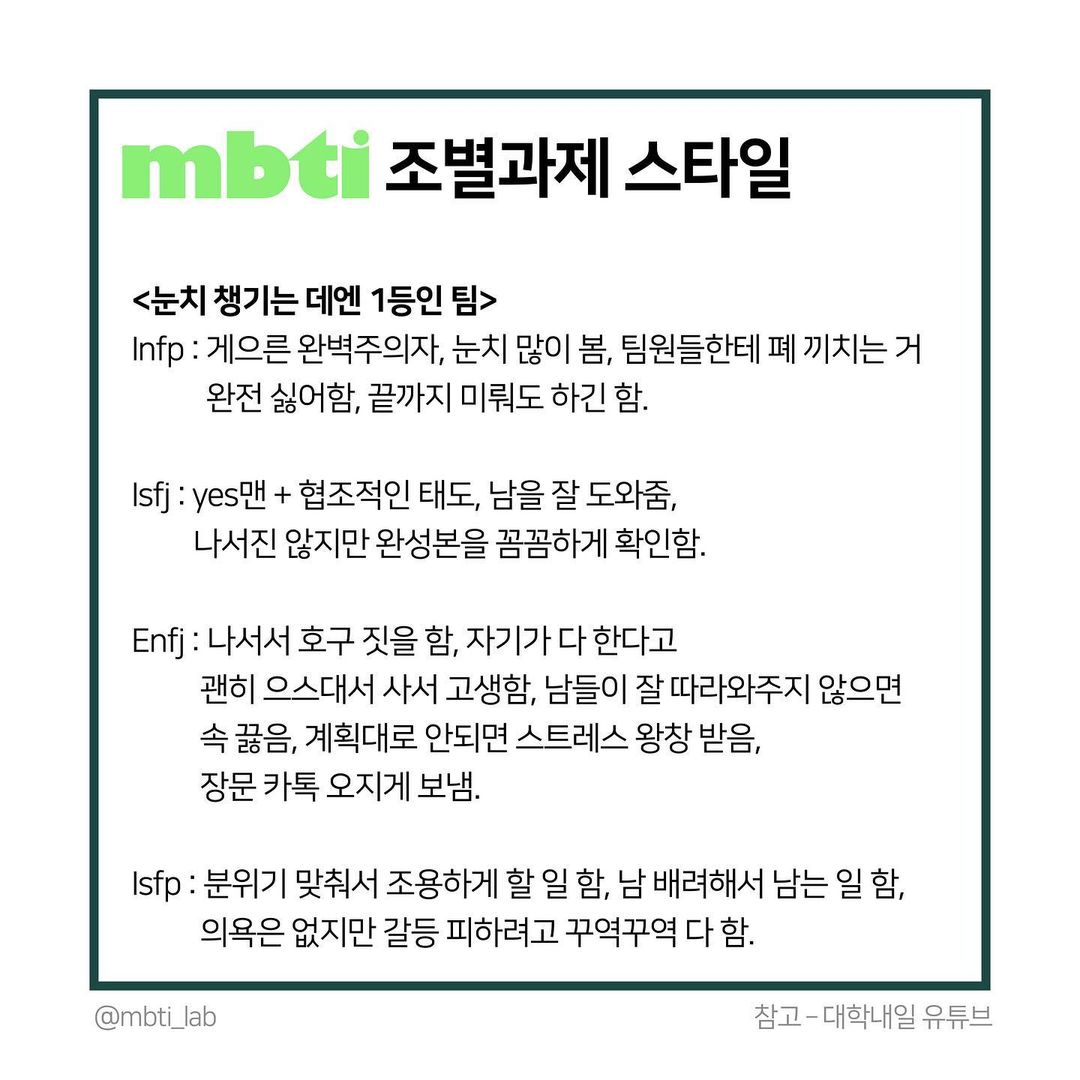 mbti 조별과제 스타일
<눈치 챙기는 데엔 1등인 팀>
Infp : 게으른 완벽주의자, 눈치 많이 봄, 팀원들한테 폐 끼치는 거
완전 싫어함, 끝까지 미뤄도 하긴 함.
Isfj : yes맨 + 협조적인 태도, 남을 잘 도와줌,
나서진 않지만 완성본을 꼼꼼하게 확인함.
Enfj : 나서서 호구 짓을 함, 자기가 다 한다고
괜히 으스대서 사서 고생함, 남들이 잘 따라와주지 않으면
속 끓음, 계획대로 안되면 스트레스 왕창 받음,
장문 카톡 오지게 보냄.
Isfp : 분위기 맞춰서 조용하게 할 일 함, 남 배려해서 남는 일 함,
의욕은 없지만 갈등 피하려고 꾸역꾸역 다 함.
@mbti_lab
참고 – 대학내일 유튜브